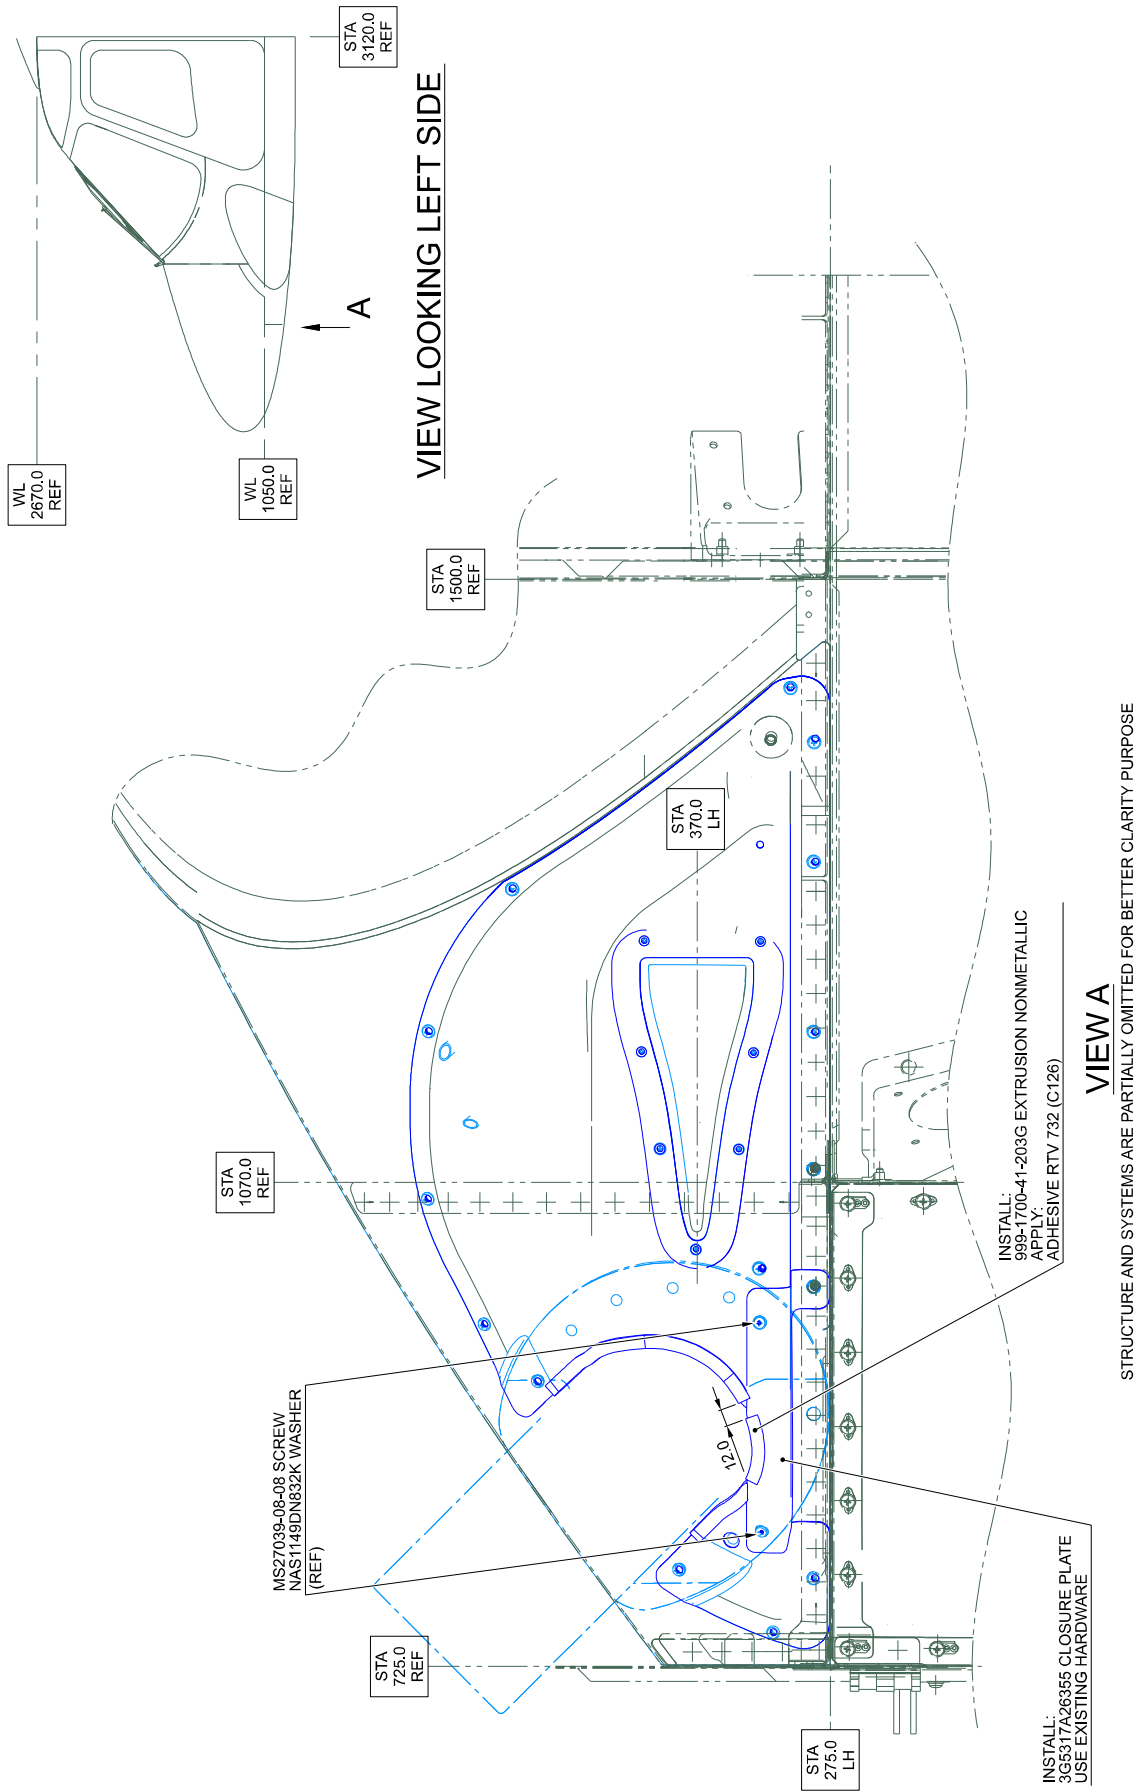 WL
2670.0
REF
WL
1050.0
REF
STA
3120.0
REF
A
VIEW LOOKING LEFT SIDE
STA
1500.0
REF
STA
1070.0
REF
STA
725.0
REF
STA
370.0
LH
STA
275.0
LH
MS27039-08-08 SCREW
NAS1149DN832K WASHER
(REF)
12.0
INSTALL:
999-1700-41-203G EXTRUSION NONMETALLIC
APPLY:
ADHESIVE RTV 732 (C126)
INSTALL:
3G5317A26355 CLOSURE PLATE
USE EXISTING HARDWARE
VIEW A
STRUCTURE AND SYSTEMS ARE PARTIALLY OMITTED FOR BETTER CLARITY PURPOSE